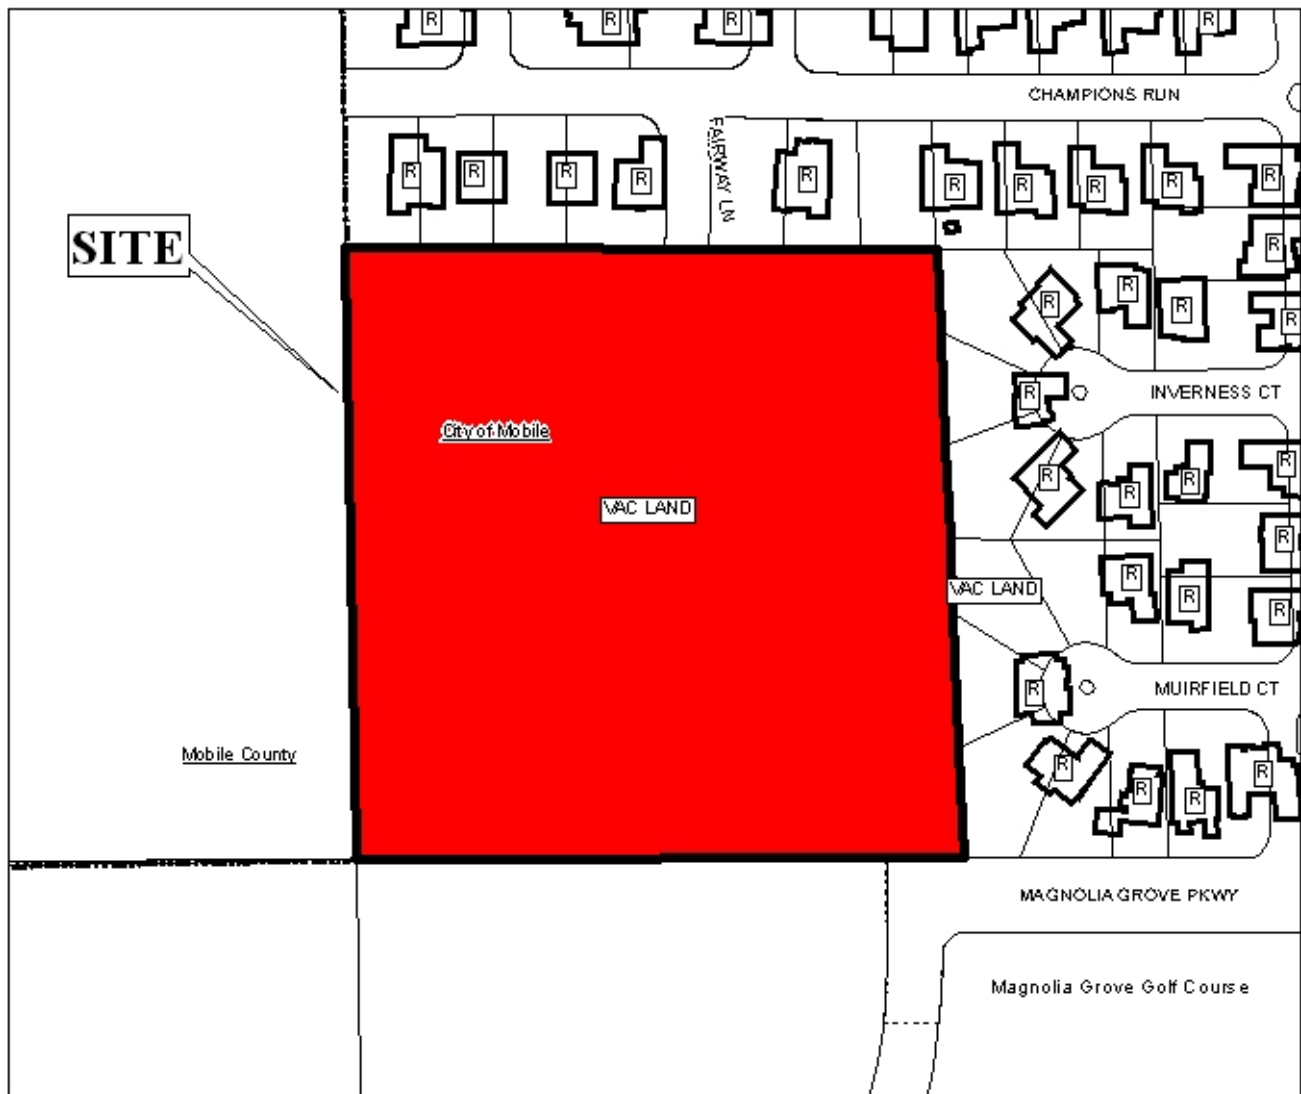 R
R
R
R
CHAMPIONS RUN
FAIRWAY LN
R
R
R
R
R
R
R
R
R
R
SITE
R
R
R
R
R
R
INVERNESS CT
City of Mobile
R
R
R
R
VAC LAND
R
VAC LAND
R
R
R
MUIRFIELD CT
R
Mobile County
R
R
R
R
MAGNOLIA GROVE PKWY
Magnolia Grove Golf Course